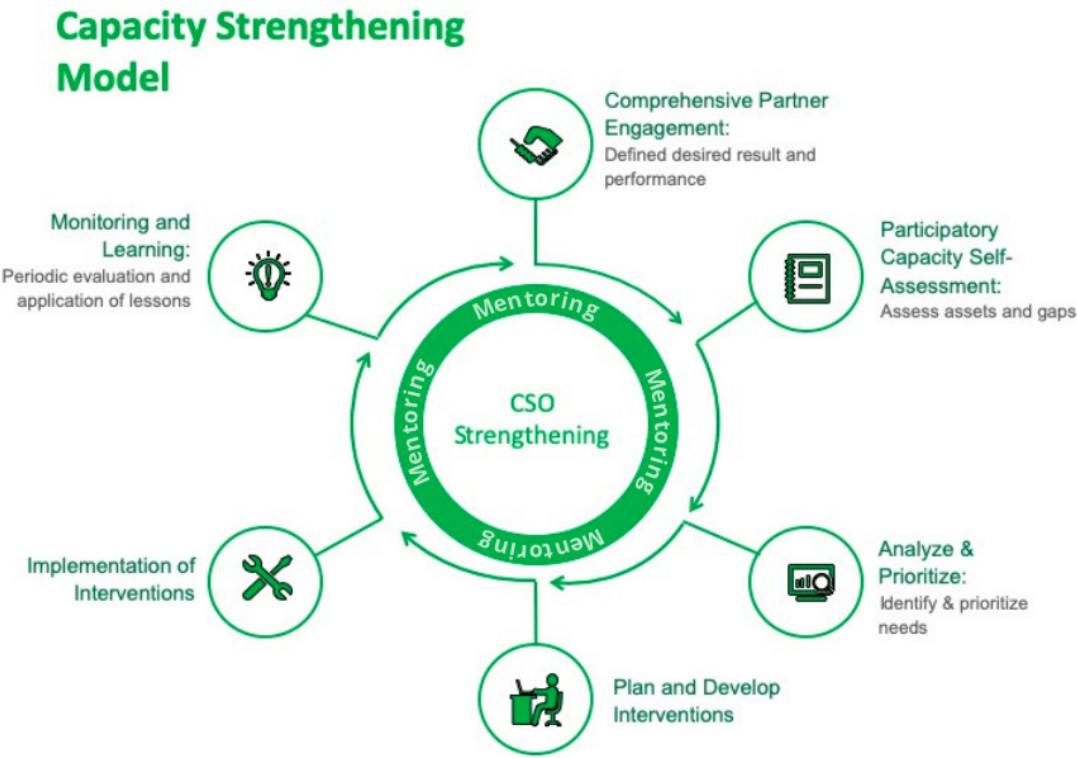 Capacity Strengthening
Model
Comprehensive Partner
Engagement:
Defined desired result and
performance
Participatory
Capacity Self-
Assessment:
Assess assets and gaps
Analyze &
Prioritize:
Identify & prioritize
needs
Plan and Develop
Interventions
Implementation of
Interventions
Monitoring and
Learning:
Periodic evaluation and
application of lessons
Mentoring
Mentoring
Mentoring
Mentoring
CSO
Strengthening